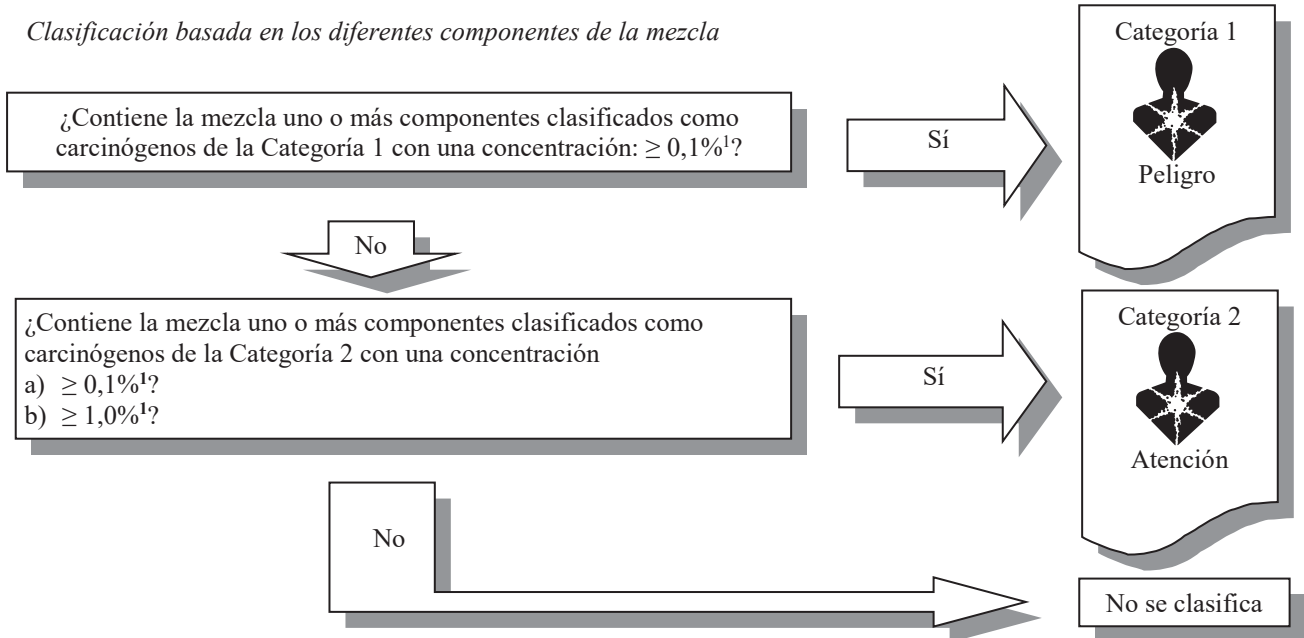 Clasificación basada en los diferentes componentes de la mezcla
¿Contiene la mezcla uno o más componentes clasificados como
carcinógenos de la Categoría 1 con una concentración: ≥ 0,1%¹?
Sí
Categoría 1
Peligro
No
¿Contiene la mezcla uno o más componentes clasificados como
carcinógenos de la Categoría 2 con una concentración
a) ≥ 0,1%¹?
b) ≥ 1,0%¹?
Sí
Categoría 2
Atención
No
No se clasifica